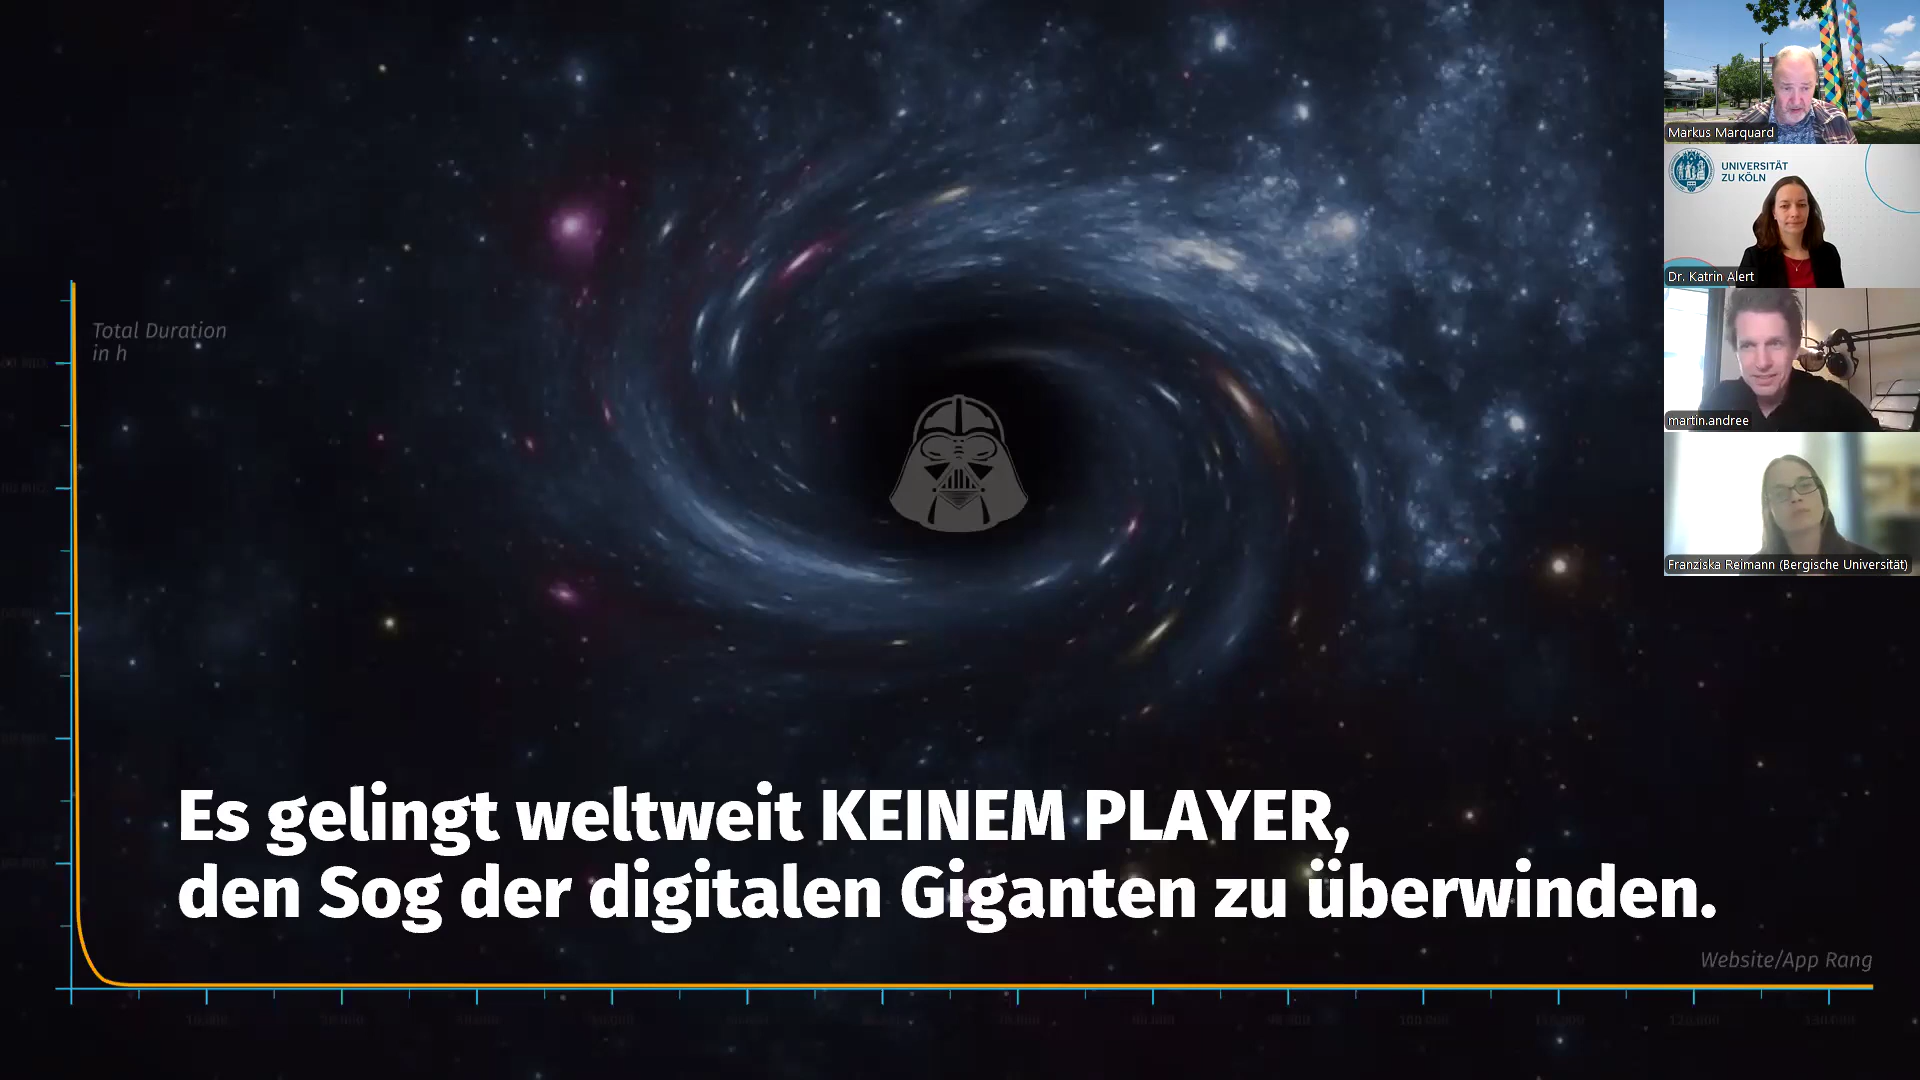 Markus Marquard
UNIVERSITÄT
ZU KÖLN
Dr. Katrin Alert
martin.andree
Franziska Reimann (Bergische Universität)
Total Duration
in h
Es gelingt weltweit KEINEM PLAYER,
den Sog der digitalen Giganten zu überwinden.
Website/App Rang